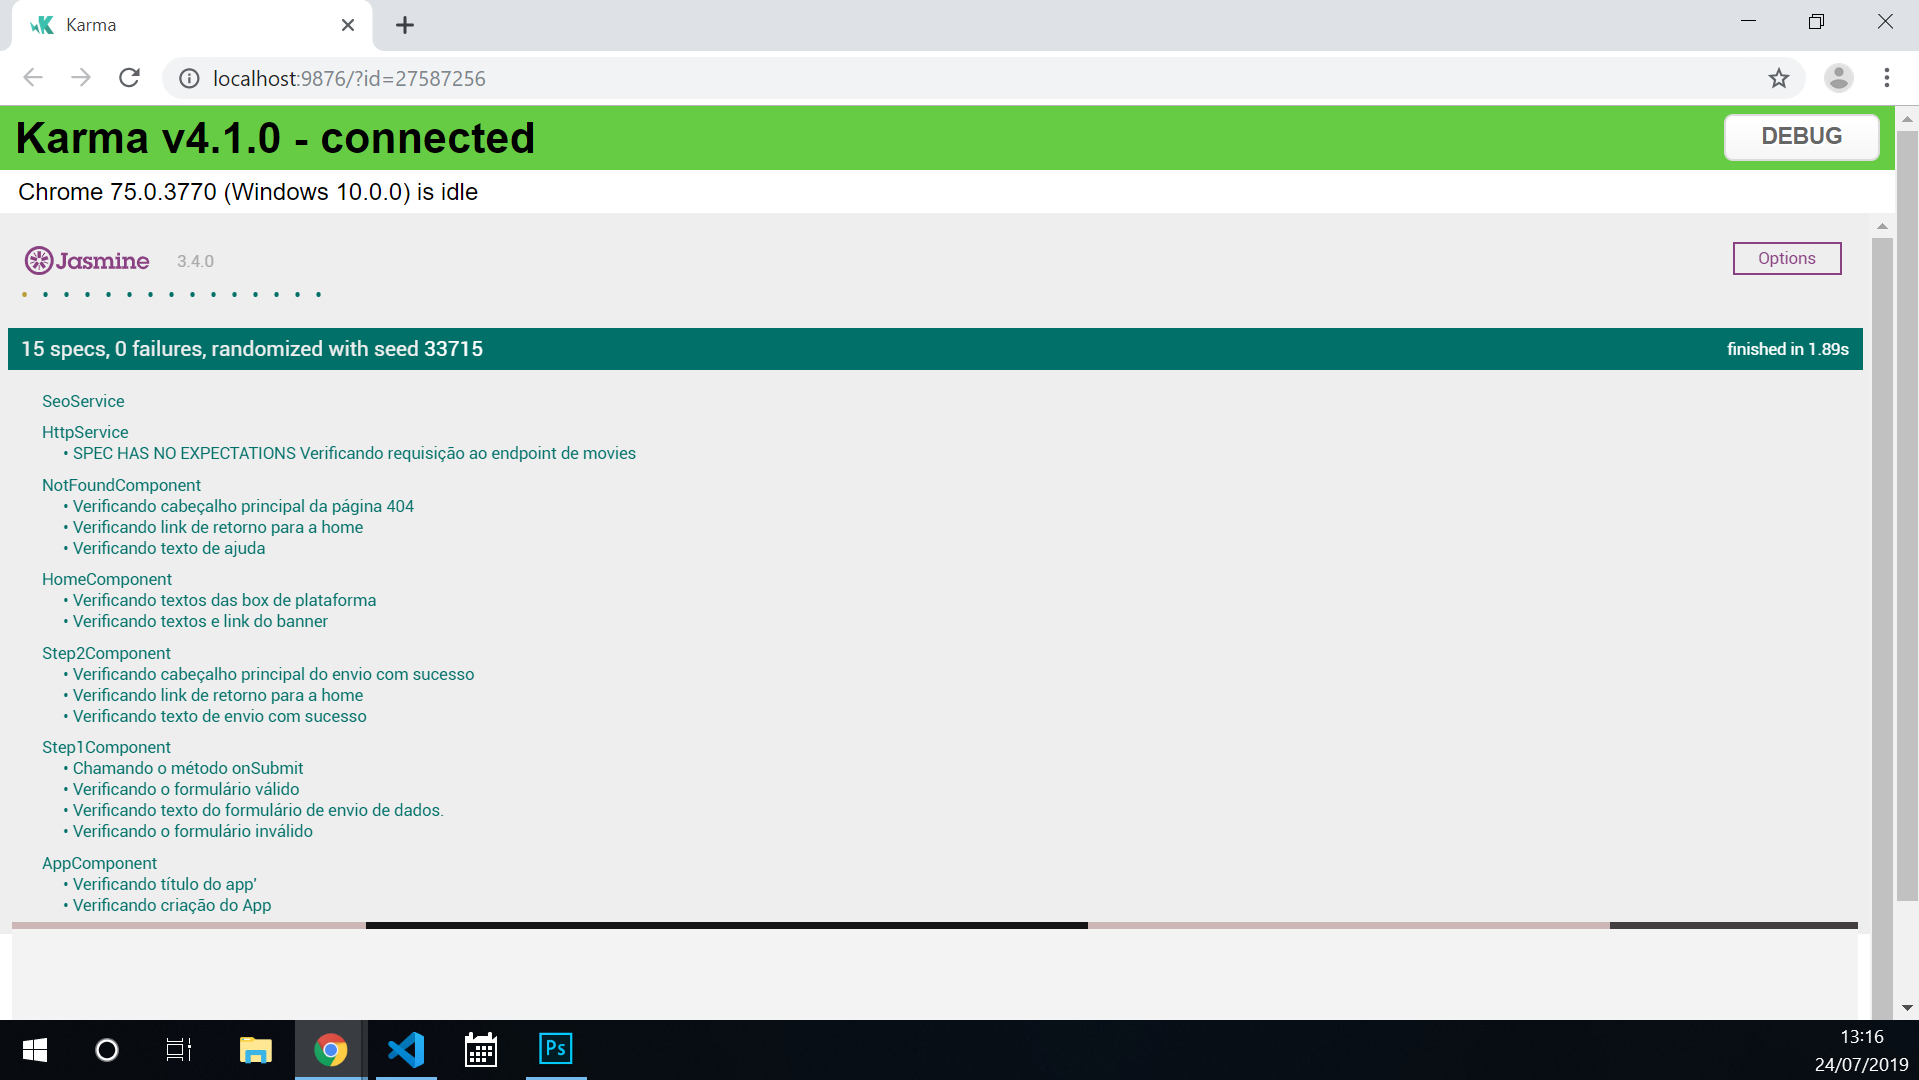 Karma
localhost:9876/?id=27587256
Karma v4.1.0 - connected
DEBUG
Chrome 75.0.3770 (Windows 10.0.0) is idle
Jasmine 3.4.0
Options
15 specs, 0 failures, randomized with seed 33715
finished in 1.89s
SeoService
HttpService
• SPEC HAS NO EXPECTATIONS Verificando requisição ao endpoint de movies
NotFoundComponent
• Verificando cabeçalho principal da página 404
• Verificando link de retorno para a home
• Verificando texto de ajuda
HomeComponent
• Verificando textos das box de plataforma
• Verificando textos e link do banner
Step2Component
• Verificando cabeçalho principal do envio com sucesso
• Verificando link de retorno para a home
• Verificando texto de envio com sucesso
Step1Component
• Chamando o método onSubmit
• Verificando o formulário válido
• Verificando texto do formulário de envio de dados.
• Verificando o formulário inválido
AppComponent
• Verificando título do app'
• Verificando criação do App
Ps
13:16
24/07/2019